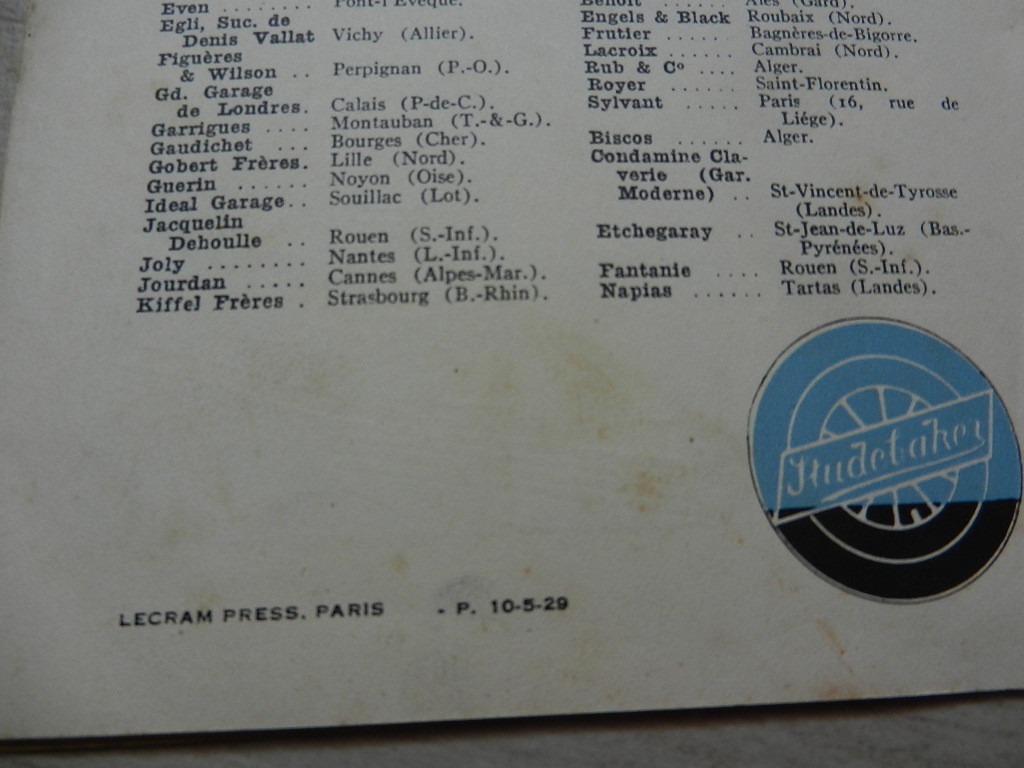 Even ........ Pont-l'Evêque.
Egli, Suc. de
Denis Vallat Vichy (Allier).
Figuères
& Wilson .. Perpignan (P.-O.).
Gd. Garage
de Londres. Calais (P-de-C.).
Garrigues .... Montauban (T.-&-G.).
Gaudichet ... Bourges (Cher).
Gobert Frères. Lille (Nord).
Guerin ...... Noyon (Oise).
Ideal Garage.. Souillac (Lot).
Jacquelin
Dehoulle .. Rouen (S.-Inf.).
Joly ........ Nantes (L.-Inf.).
Jourdan ..... Cannes (Alpes-Mar.).
Kiffel Frères . Strasbourg (B.-Rhin).
Benoit ..... Alès (Gard).
Engels & Black Roubaix (Nord).
Frutier ..... Bagnères-de-Bigorre.
Lacroix ..... Cambrai (Nord).
Rub & Cº .... Alger.
Royer ...... Saint-Florentin.
Sylvant ..... Paris (16, rue de
Liége).
Biscos ...... Alger.
Condamine Cla-
verie (Gar.
Moderne) .. St-Vincent-de-Tyrosse
(Landes).
Etchegaray .. St-Jean-de-Luz (Bas.-
Pyrénées).
Fantanie .... Rouen (S.-Inf.).
Napias ...... Tartas (Landes).
Studebaker
LECRAM PRESS. PARIS - P. 10-5-29